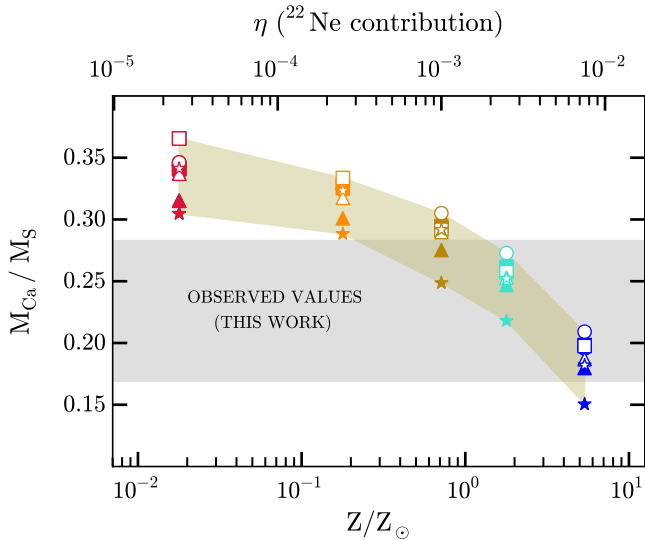 η (²²Ne contribution)
10⁻⁵ 10⁻⁴ 10⁻³ 10⁻²
M_Ca / M_S
0.35
0.30
0.25
0.20
0.15
OBSERVED VALUES
(THIS WORK)
10⁻² 10⁻¹ 10⁰ 10¹
Z/Z_⊙